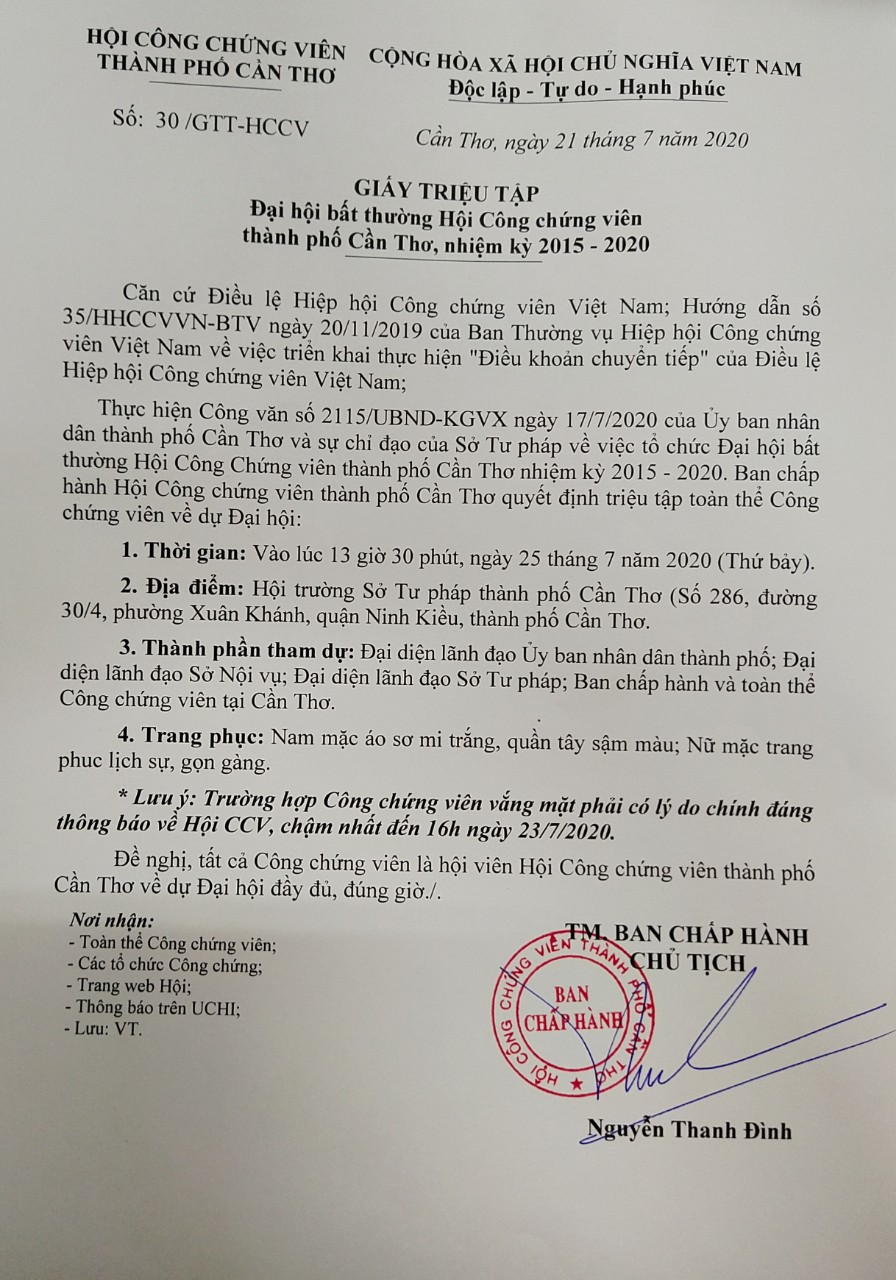 HỘI CÔNG CHỨNG VIÊN
THÀNH PHỐ CẦN THƠ
CỘNG HÒA XÃ HỘI CHỦ NGHĨA VIỆT NAM
Độc lập - Tự do - Hạnh phúc
Số: 30 /GTT-HCCV
Cần Thơ, ngày 21 tháng 7 năm 2020
GIẤY TRIỆU TẬP
Đại hội bất thường Hội Công chứng viên
thành phố Cần Thơ, nhiệm kỳ 2015 - 2020
Căn cứ Điều lệ Hiệp hội Công chứng viên Việt Nam; Hướng dẫn số
35/HHCCVVN-BTV ngày 20/11/2019 của Ban Thường vụ Hiệp hội Công chứng
viên Việt Nam về việc triển khai thực hiện "Điều khoản chuyển tiếp" của Điều lệ
Hiệp hội Công chứng viên Việt Nam;
Thực hiện Công văn số 2115/UBND-KGVX ngày 17/7/2020 của Ủy ban nhân
dân thành phố Cần Thơ và sự chỉ đạo của Sở Tư pháp về việc tổ chức Đại hội bất
thường Hội Công Chứng viên thành phố Cần Thơ nhiệm kỳ 2015 - 2020. Ban chấp
hành Hội Công chứng viên thành phố Cần Thơ quyết định triệu tập toàn thể Công
chứng viên về dự Đại hội:
1. Thời gian: Vào lúc 13 giờ 30 phút, ngày 25 tháng 7 năm 2020 (Thứ bảy).
2. Địa điểm: Hội trường Sở Tư pháp thành phố Cần Thơ (Số 286, đường
30/4, phường Xuân Khánh, quận Ninh Kiều, thành phố Cần Thơ.
3. Thành phần tham dự: Đại diện lãnh đạo Ủy ban nhân dân thành phố; Đại
diện lãnh đạo Sở Nội vụ; Đại diện lãnh đạo Sở Tư pháp; Ban chấp hành và toàn thể
Công chứng viên tại Cần Thơ.
4. Trang phục: Nam mặc áo sơ mi trắng, quần tây sậm màu; Nữ mặc trang
phuc lịch sự, gọn gàng.
* Lưu ý: Trường hợp Công chứng viên vắng mặt phải có lý do chính đáng
thông báo về Hội CCV, chậm nhất đến 16h ngày 23/7/2020.
Đề nghị, tất cả Công chứng viên là hội viên Hội Công chứng viên thành phố
Cần Thơ về dự Đại hội đầy đủ, đúng giờ./.
Nơi nhận:
- Toàn thể Công chứng viên;
- Các tổ chức Công chứng;
- Trang web Hội;
- Thông báo trên UCHI;
- Lưu: VT.
TM. BAN CHẤP HÀNH
CHỦ TỊCH
HỘI CÔNG CHỨNG VIÊN THÀNH PHỐ CẦN THƠ
BAN
CHẤP HÀNH
Nguyễn Thanh Đình